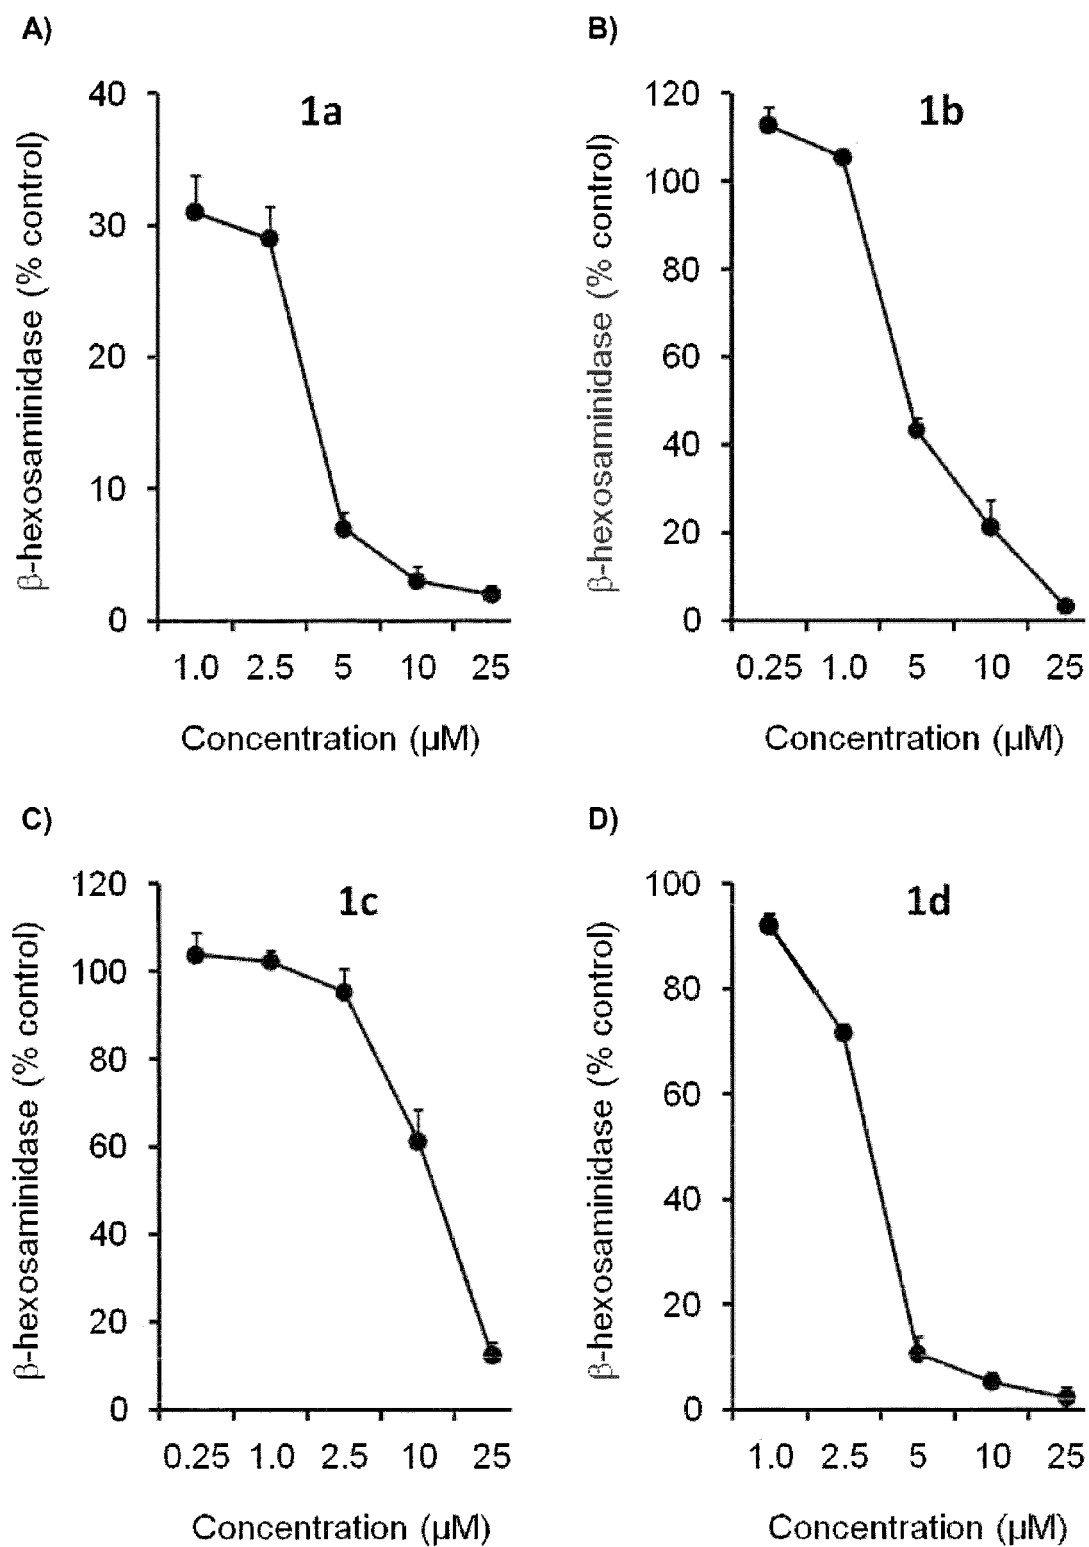 A)
1a
β-hexosaminidase (% control)
40
30
20
10
0
1.0 2.5 5 10 25
Concentration (µM)
B)
1b
β-hexosaminidase (% control)
120
100
80
60
40
20
0
0.25 1.0 5 10 25
Concentration (µM)
C)
1c
β-hexosaminidase (% control)
120
100
80
60
40
20
0
0.25 1.0 2.5 10 25
Concentration (µM)
D)
1d
β-hexosaminidase (% control)
100
80
60
40
20
0
1.0 2.5 5 10 25
Concentration (µM)